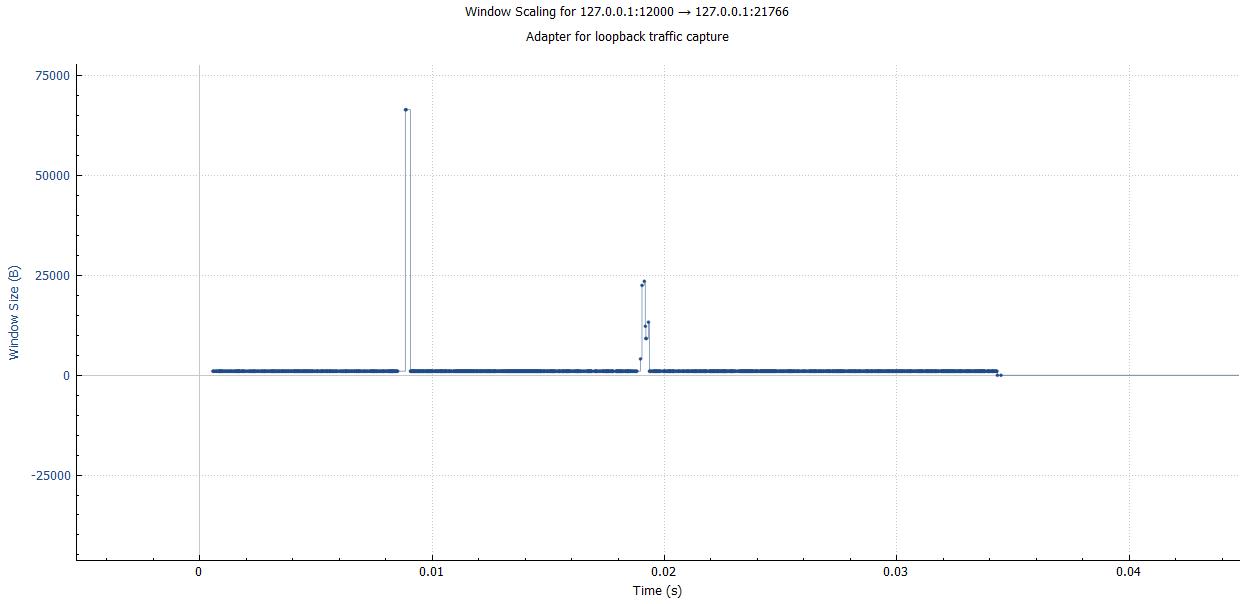 Window Scaling for 127.0.0.1:12000 → 127.0.0.1:21766
Adapter for loopback traffic capture
75000
50000
25000
0
-25000
Window Size (B)
0 0.01 0.02 0.03 0.04
Time (s)